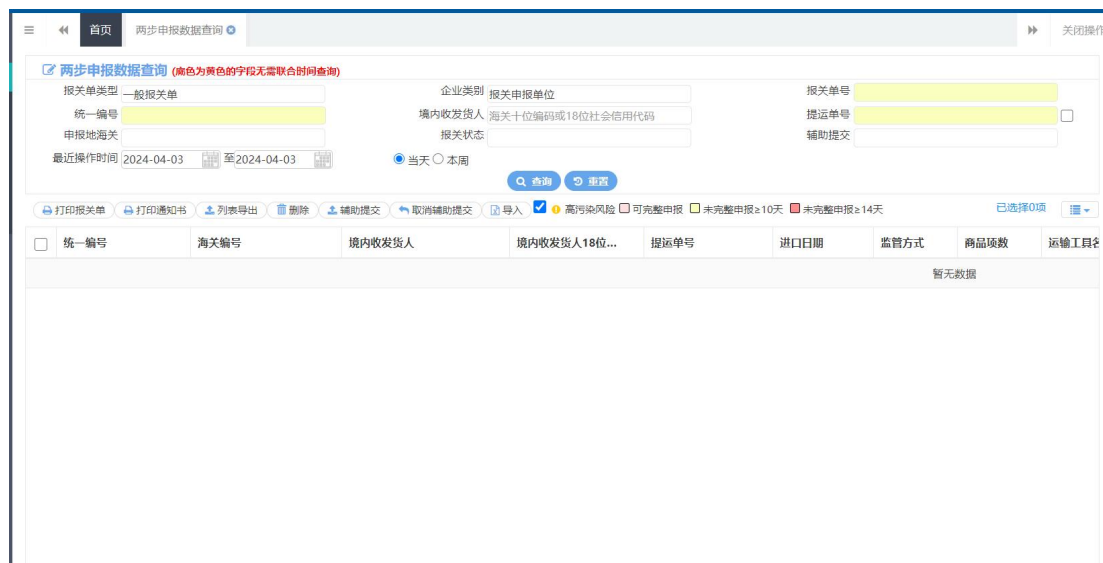 首页 两步申报数据查询 关闭操作
两步申报数据查询 (底色为黄色的字段无需联合时间查询)
报关单类型 一般报关单 企业类别 报关申报单位 报关单号
统一编号 境内收发货人 海关十位编码或18位社会信用代码 提运单号
申报地海关 报关状态 辅助提交
最近操作时间 2024-04-03 至 2024-04-03 当天 本周
查询 重置
打印报关单 打印通知书 列表导出 删除 辅助提交 取消辅助提交 导入 高污染风险 可完整申报 未完整申报≥10天 未完整申报≥14天 已选择0项
统一编号 海关编号 境内收发货人 境内收发货人18位... 提运单号 进口日期 监管方式 商品项数 运输工具名
暂无数据